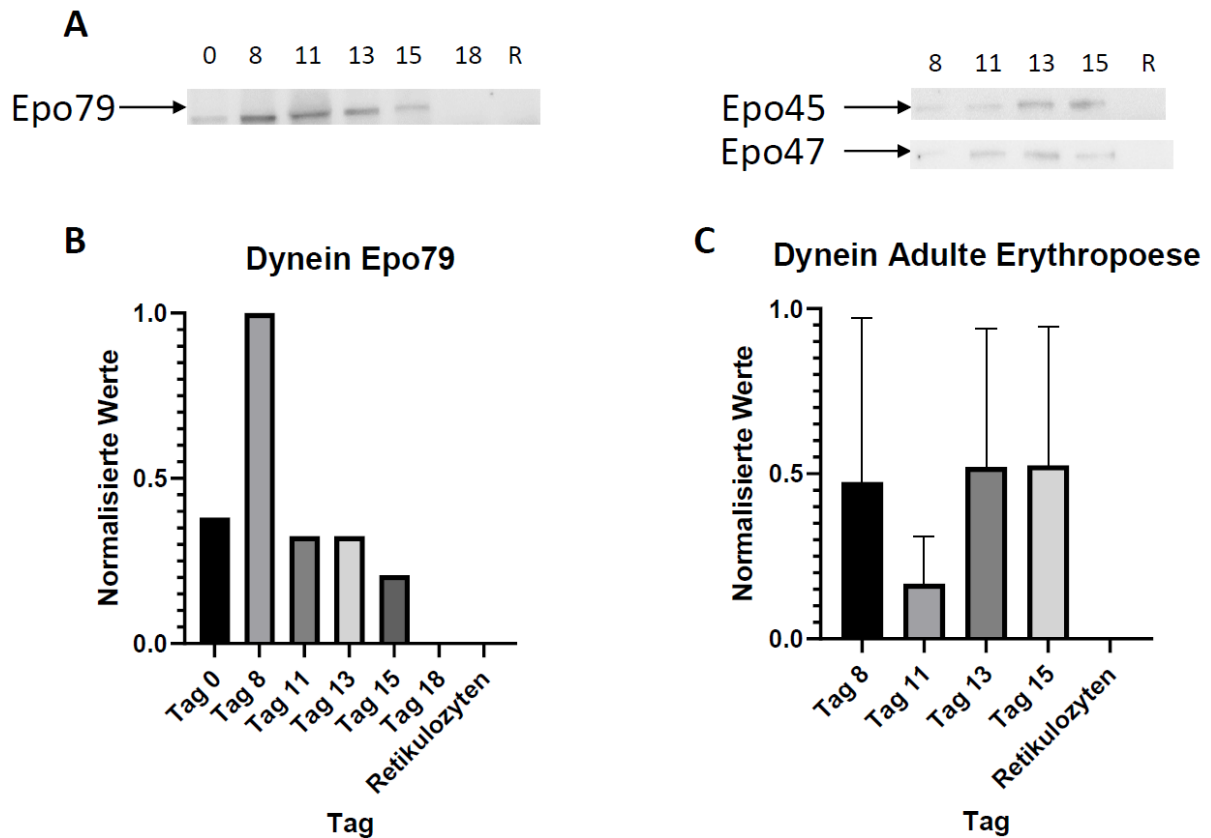 A
0 8 11 13 15 18 R
Epo79
8 11 13 15 R
Epo45
Epo47
B
Dynein Epo79
Normalisierte Werte
1.0
0.5
0.0
Tag 0
Tag 8
Tag 11
Tag 13
Tag 15
Tag 18
Retikulozyten
Tag
C
Dynein Adulte Erythropoese
Normalisierte Werte
1.0
0.5
0.0
Tag 8
Tag 11
Tag 13
Tag 15
Retikulozyten
Tag